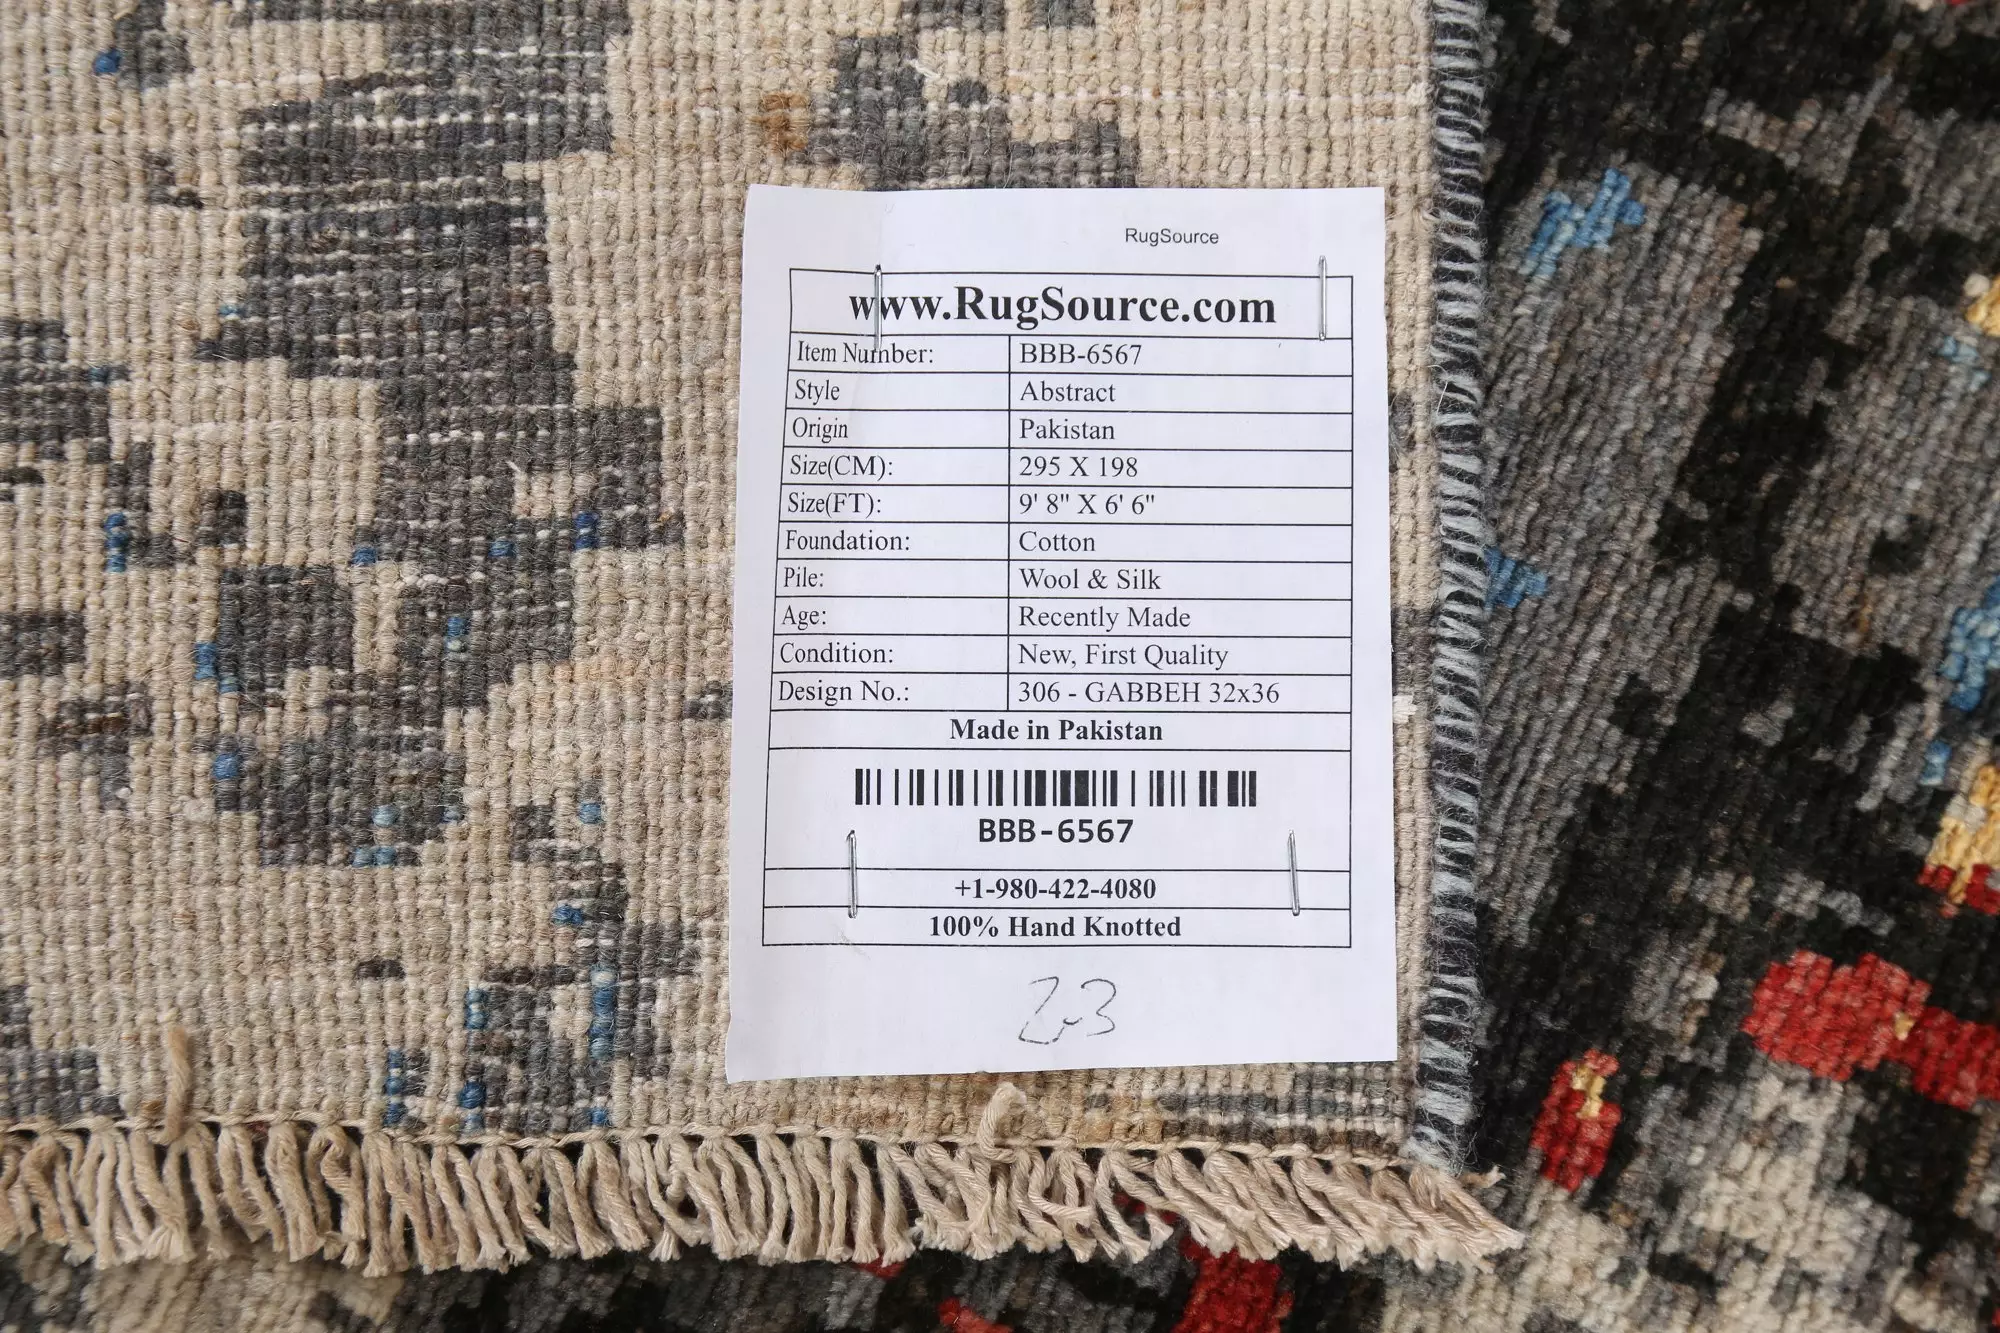 RugSource
www.RugSource.com
Item Number: BBB-6567
Style Abstract
Origin Pakistan
Size(CM): 295 X 198
Size(FT): 9' 8" X 6' 6"
Foundation: Cotton
Pile: Wool & Silk
Age: Recently Made
Condition: New, First Quality
Design No.: 306 - GABBEH 32x36
Made in Pakistan
BBB-6567
+1-980-422-4080
100% Hand Knotted